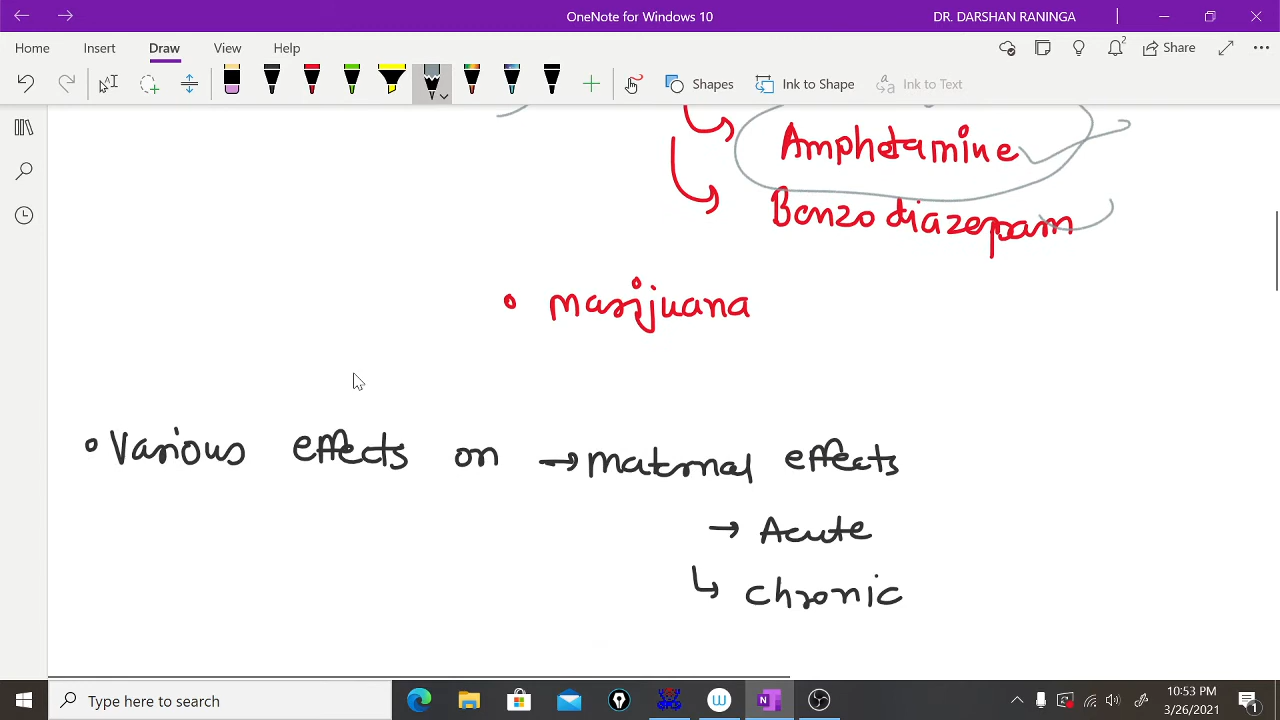 OneNote for Windows 10
DR. DARSHAN RANINGA
Home Insert Draw View Help
2
Share
Shapes
Ink to Shape
Ink to Text
Amphetamine
Benzodiazepam
• marijuana
• Various effects on → maternal effects
→ Acute
↳ chronic
Type here to search
W
N
10:53 PM
3/26/2021
1